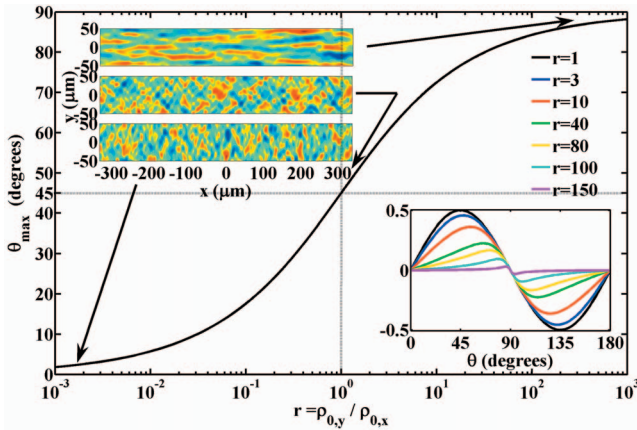 90
80
70
60
50
45
40
30
20
10
0
θmax (degrees)
50
0
-50
50
0
-50
50
0
-50
y (μm)
-300 -200 -100 0 100 200 300
x (μm)
r=1
r=3
r=10
r=40
r=80
r=100
r=150
0.5
0
-0.5
0 45 90 135 180
θ (degrees)
10-3 10-2 10-1 100 101 102 103
r =ρ0,y / ρ0,x